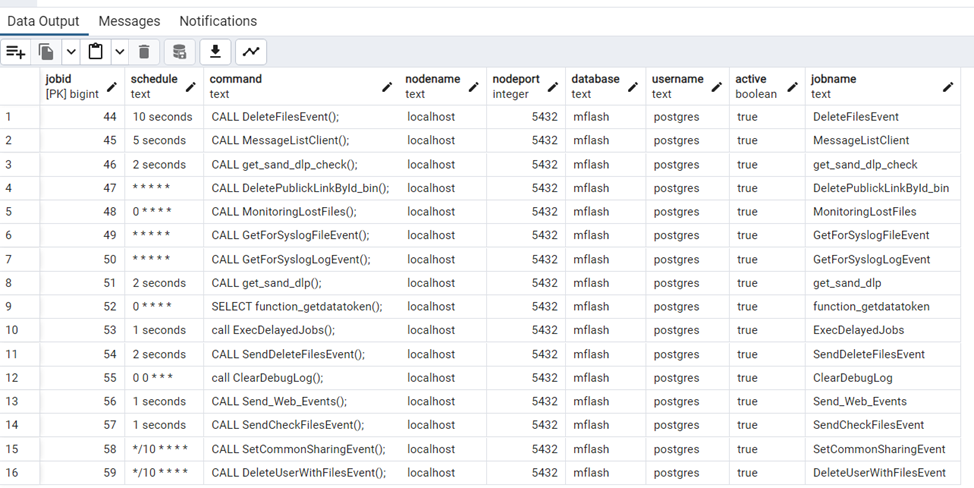 Data Output Messages Notifications
jobid schedule command nodename nodeport database username active jobname
[PK] bigint text text text integer text text boolean text
1 44 10 seconds CALL DeleteFilesEvent(); localhost 5432 mflash postgres true DeleteFilesEvent
2 45 5 seconds CALL MessageListClient(); localhost 5432 mflash postgres true MessageListClient
3 46 2 seconds CALL get_sand_dlp_check(); localhost 5432 mflash postgres true get_sand_dlp_check
4 47 * * * * * CALL DeletePublickLinkById_bin(); localhost 5432 mflash postgres true DeletePublickLinkById_bin
5 48 0 * * * * CALL MonitoringLostFiles(); localhost 5432 mflash postgres true MonitoringLostFiles
6 49 * * * * * CALL GetForSyslogFileEvent(); localhost 5432 mflash postgres true GetForSyslogFileEvent
7 50 * * * * * CALL GetForSyslogLogEvent(); localhost 5432 mflash postgres true GetForSyslogLogEvent
8 51 2 seconds CALL get_sand_dlp(); localhost 5432 mflash postgres true get_sand_dlp
9 52 0 * * * * SELECT function_getdatatoken(); localhost 5432 mflash postgres true function_getdatatoken
10 53 1 seconds call ExecDelayedJobs(); localhost 5432 mflash postgres true ExecDelayedJobs
11 54 2 seconds CALL SendDeleteFilesEvent(); localhost 5432 mflash postgres true SendDeleteFilesEvent
12 55 0 0 * * * call ClearDebugLog(); localhost 5432 mflash postgres true ClearDebugLog
13 56 1 seconds CALL Send_Web_Events(); localhost 5432 mflash postgres true Send_Web_Events
14 57 1 seconds CALL SendCheckFilesEvent(); localhost 5432 mflash postgres true SendCheckFilesEvent
15 58 */10 * * * * CALL SetCommonSharingEvent(); localhost 5432 mflash postgres true SetCommonSharingEvent
16 59 */10 * * * * CALL DeleteUserWithFilesEvent(); localhost 5432 mflash postgres true DeleteUserWithFilesEvent